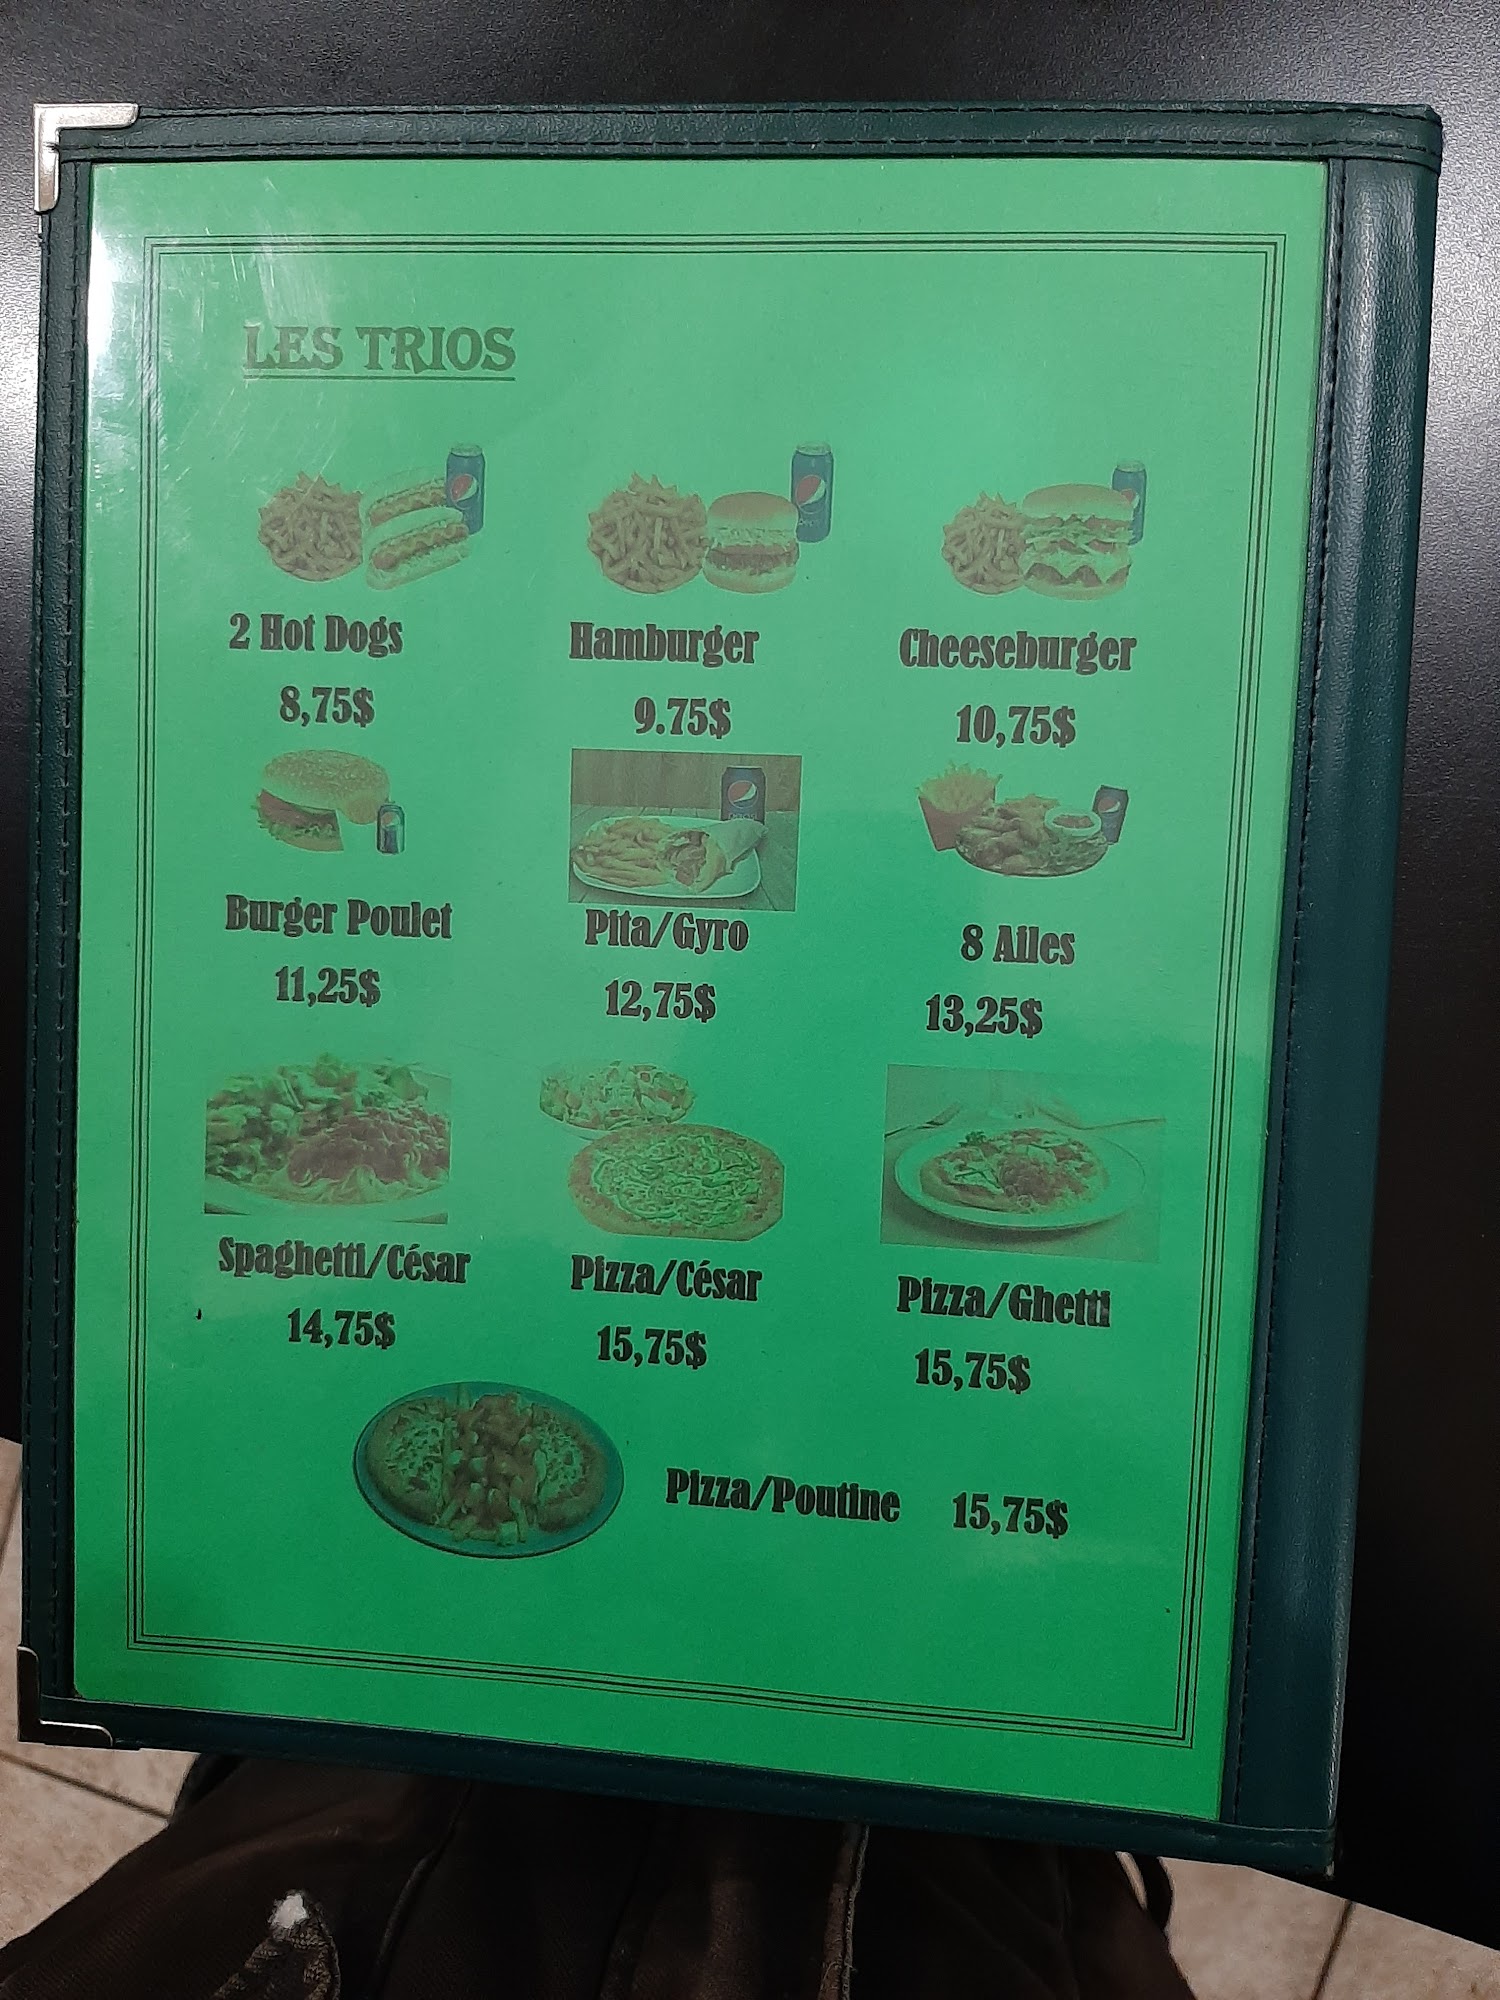 LES TRIOS
2 Hot Dogs
Hamburger
Cheeseburger
8,75$
9.75$
10,75$
Burger Poulet
Pita/Gyro
8 Ailes
11,25$
12,75$
13,25$
Spaghetti/César
Pizza/César
Pizza/Ghetti
14,75$
15,75$
15,75$
Pizza/Poutine 15,75$